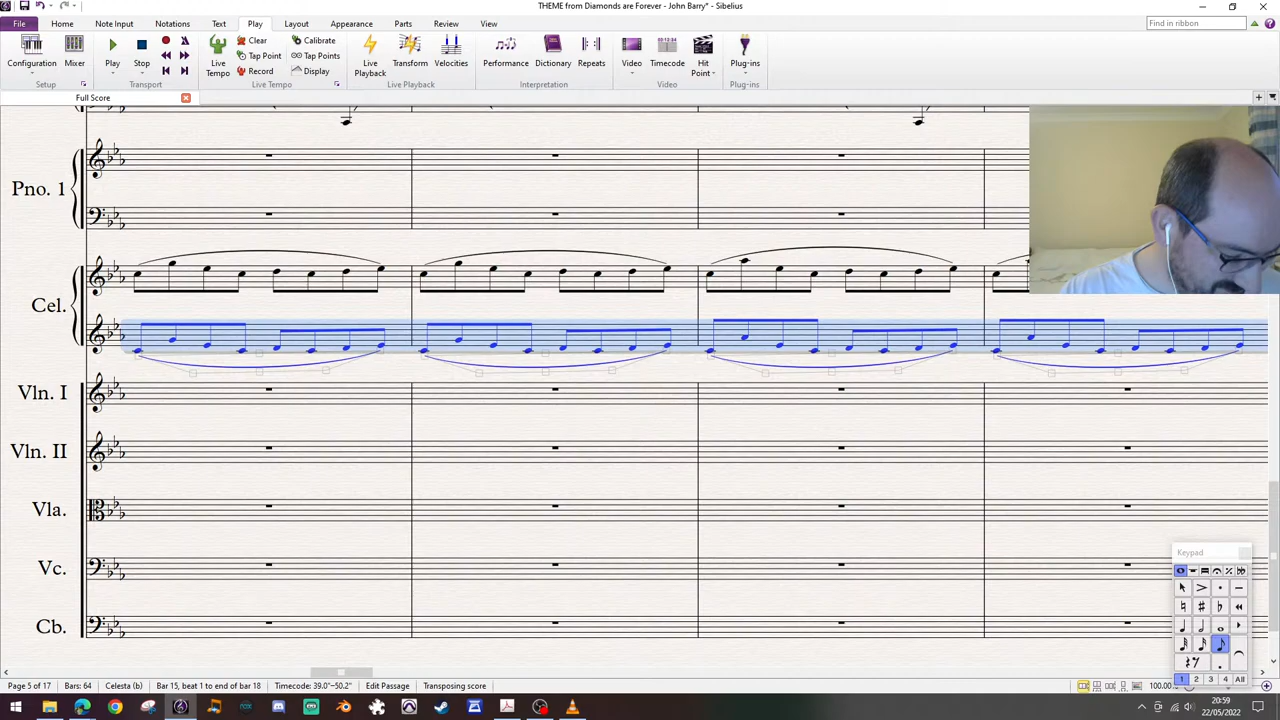 THEME from Diamonds are Forever - John Barry* - Sibelius
File Home Note Input Notations Text Play Layout Appearance Parts Review View Find in ribbon
Configuration Mixer Play Stop Live Tempo Clear Tap Point Record Calibrate Tap Points Display Live Playback Transform Velocities Performance Dictionary Repeats Video Timecode Hit Point Plug-ins
Setup Transport Live Tempo Live Playback Interpretation Video Plug-ins
Full Score
Pno. 1
Cel.
Vln. I
Vln. II
Vla.
Vc.
Cb.
Keypad
1 2 3 4 All
Page 5 of 17 Bars: 64 Celesta (b) Bar 15, beat 1 to end of bar 18 Timecode: 39.0"-50.2" Edit Passage Transposing score 100.00
20:59
22/05/2022